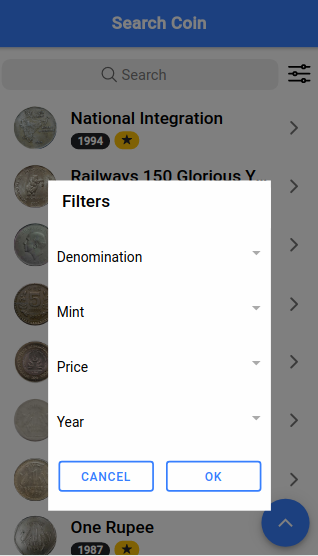 Search Coin
Search
National Integration
1994
Railways 150 Glorious Y...
Filters
Denomination
Mint
Price
Year
CANCEL
OK
One Rupee
1987